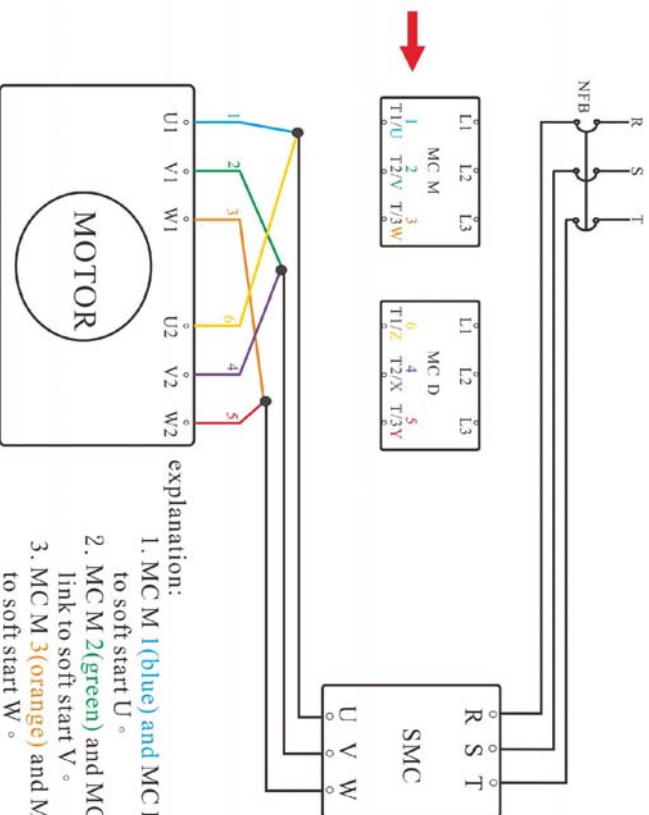 R S T
NFB
L1 L2 L3
MC M
1 2 3
T1/U T2/V T/3W
L1 L2 L3
MC D
6 4 5
T1/Z T2/X T/3Y
R S T
SMC
U V W
1 2 3 6 4 5
U1 V1 W1 U2 V2 W2
MOTOR
explanation:
1. MC M 1(blue) and MC
to soft start U。
2. MC M 2(green) and MC
link to soft start V。
3. MC M 3(orange) and M
to soft start W。